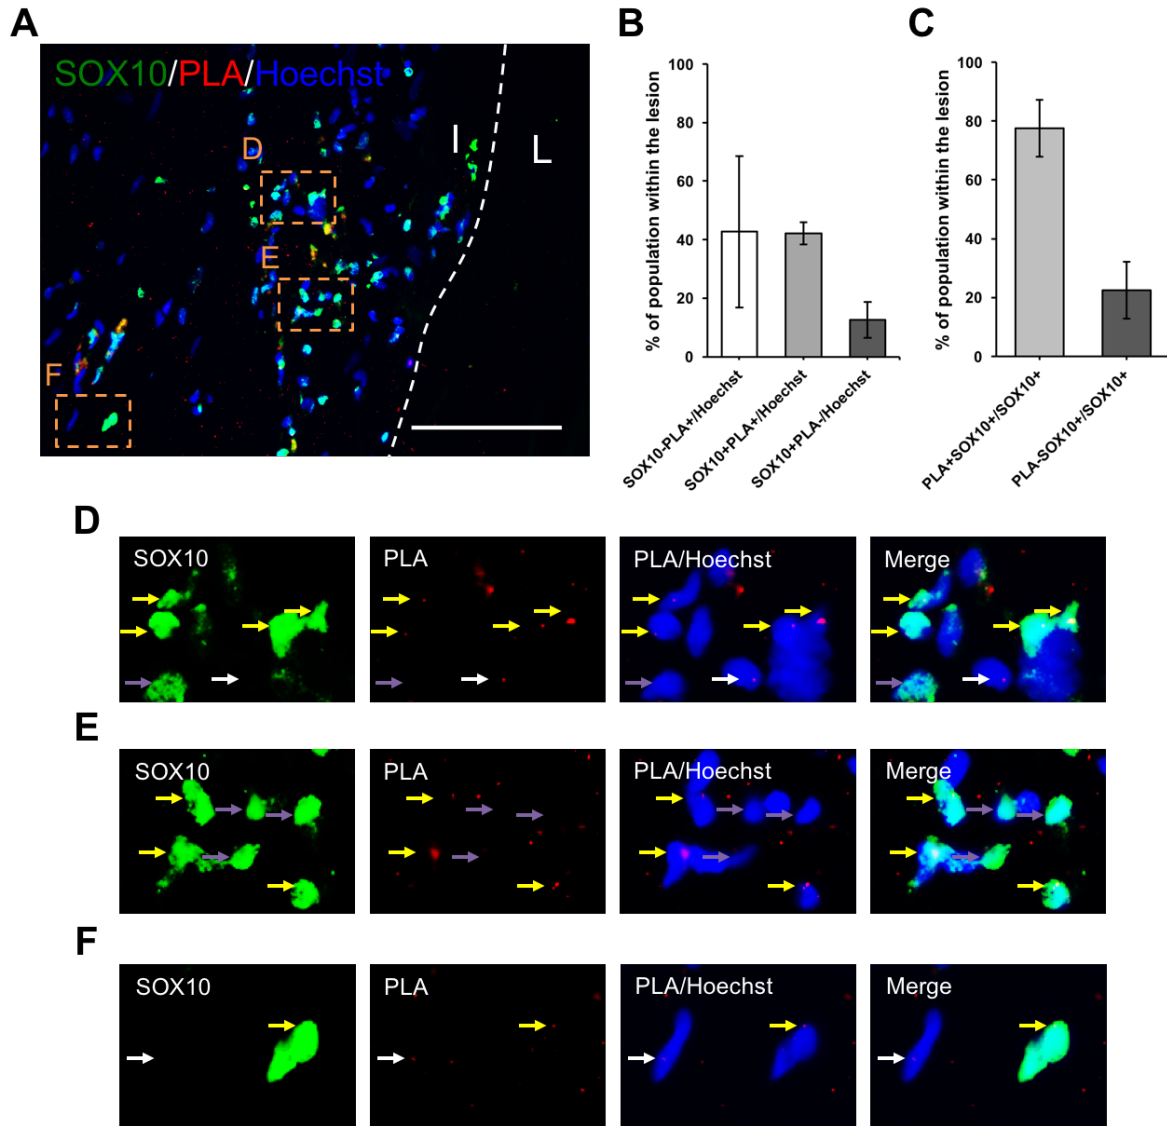 A
SOX10/PLA/Hoechst
D
E
F
I
L
B
% of population within the lesion
100
80
60
40
20
0
SOX10-PLA+/Hoechst
SOX10+PLA+/Hoechst
SOX10+PLA-/Hoechst
C
% of population within the lesion
100
80
60
40
20
0
PLA+SOX10+/SOX10+
PLA-SOX10+/SOX10+
D
SOX10
PLA
PLA/Hoechst
Merge
E
SOX10
PLA
PLA/Hoechst
Merge
F
SOX10
PLA
PLA/Hoechst
Merge